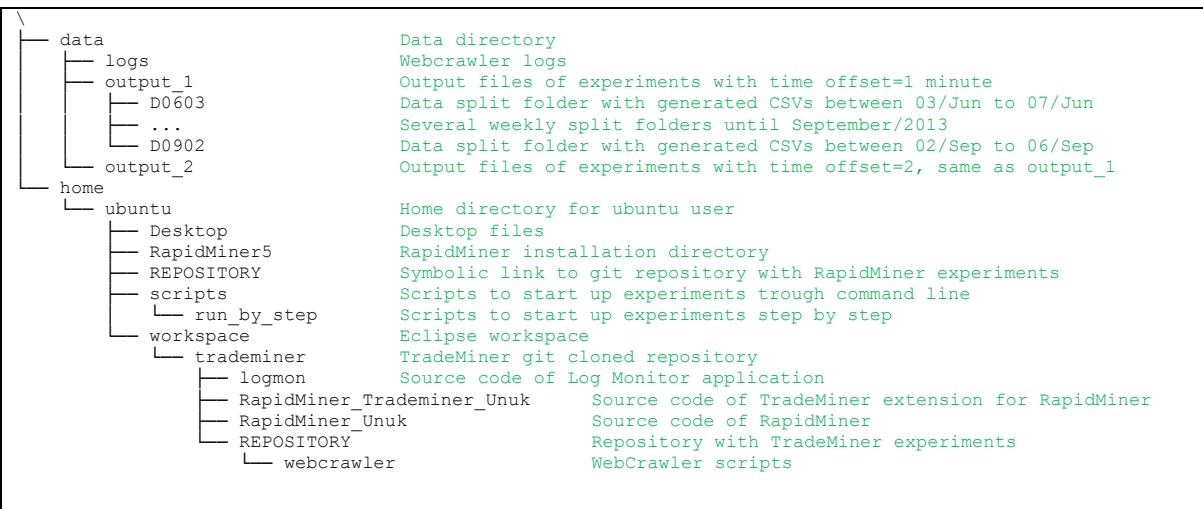 \
├── data Data directory
│ ├── logs Webcrawler logs
│ ├── output_1 Output files of experiments with time offset=1 minute
│ │ ├── D0603 Data split folder with generated CSVs between 03/Jun to 07/Jun
│ │ ├── ... Several weekly split folders until September/2013
│ │ └── D0902 Data split folder with generated CSVs between 02/Sep to 06/Sep
│ └── output_2 Output files of experiments with time offset=2, same as output_1
└── home
└── ubuntu Home directory for ubuntu user
├── Desktop Desktop files
├── RapidMiner5 RapidMiner installation directory
├── REPOSITORY Symbolic link to git repository with RapidMiner experiments
├── scripts Scripts to start up experiments trough command line
│ └── run_by_step Scripts to start up experiments step by step
└── workspace Eclipse workspace
└── trademiner TradeMiner git cloned repository
├── logmon Source code of Log Monitor application
├── RapidMiner_Trademiner_Unuk Source code of TradeMiner extension for RapidMiner
├── RapidMiner_Unuk Source code of RapidMiner
└── REPOSITORY Repository with TradeMiner experiments
└── webcrawler WebCrawler scripts